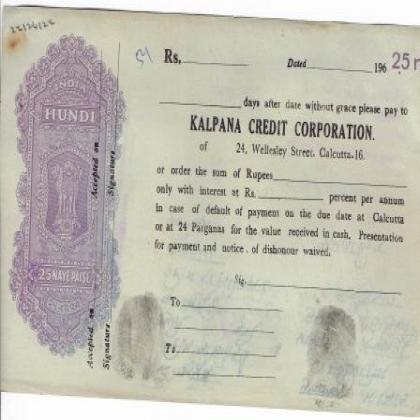 22/26/22
Rs,
Dated 196
25 n
days after date without grace please pay to
KALPANA CREDIT CORPORATION.
of 24, Wellesley Street, Calcutta.16.
or order the sum of Rupees
only with interest at Rs. percent per annum
in case of default of payment on the due date at Calcutta
or at 24 Parganas for the value received in cash, Presentation
for payment and notice . of dishonour waived.
Sig.
To
To
INDIA
HUNDI
25 NAYE PAISE
Accepted on
Signature
Accepted on
Signature